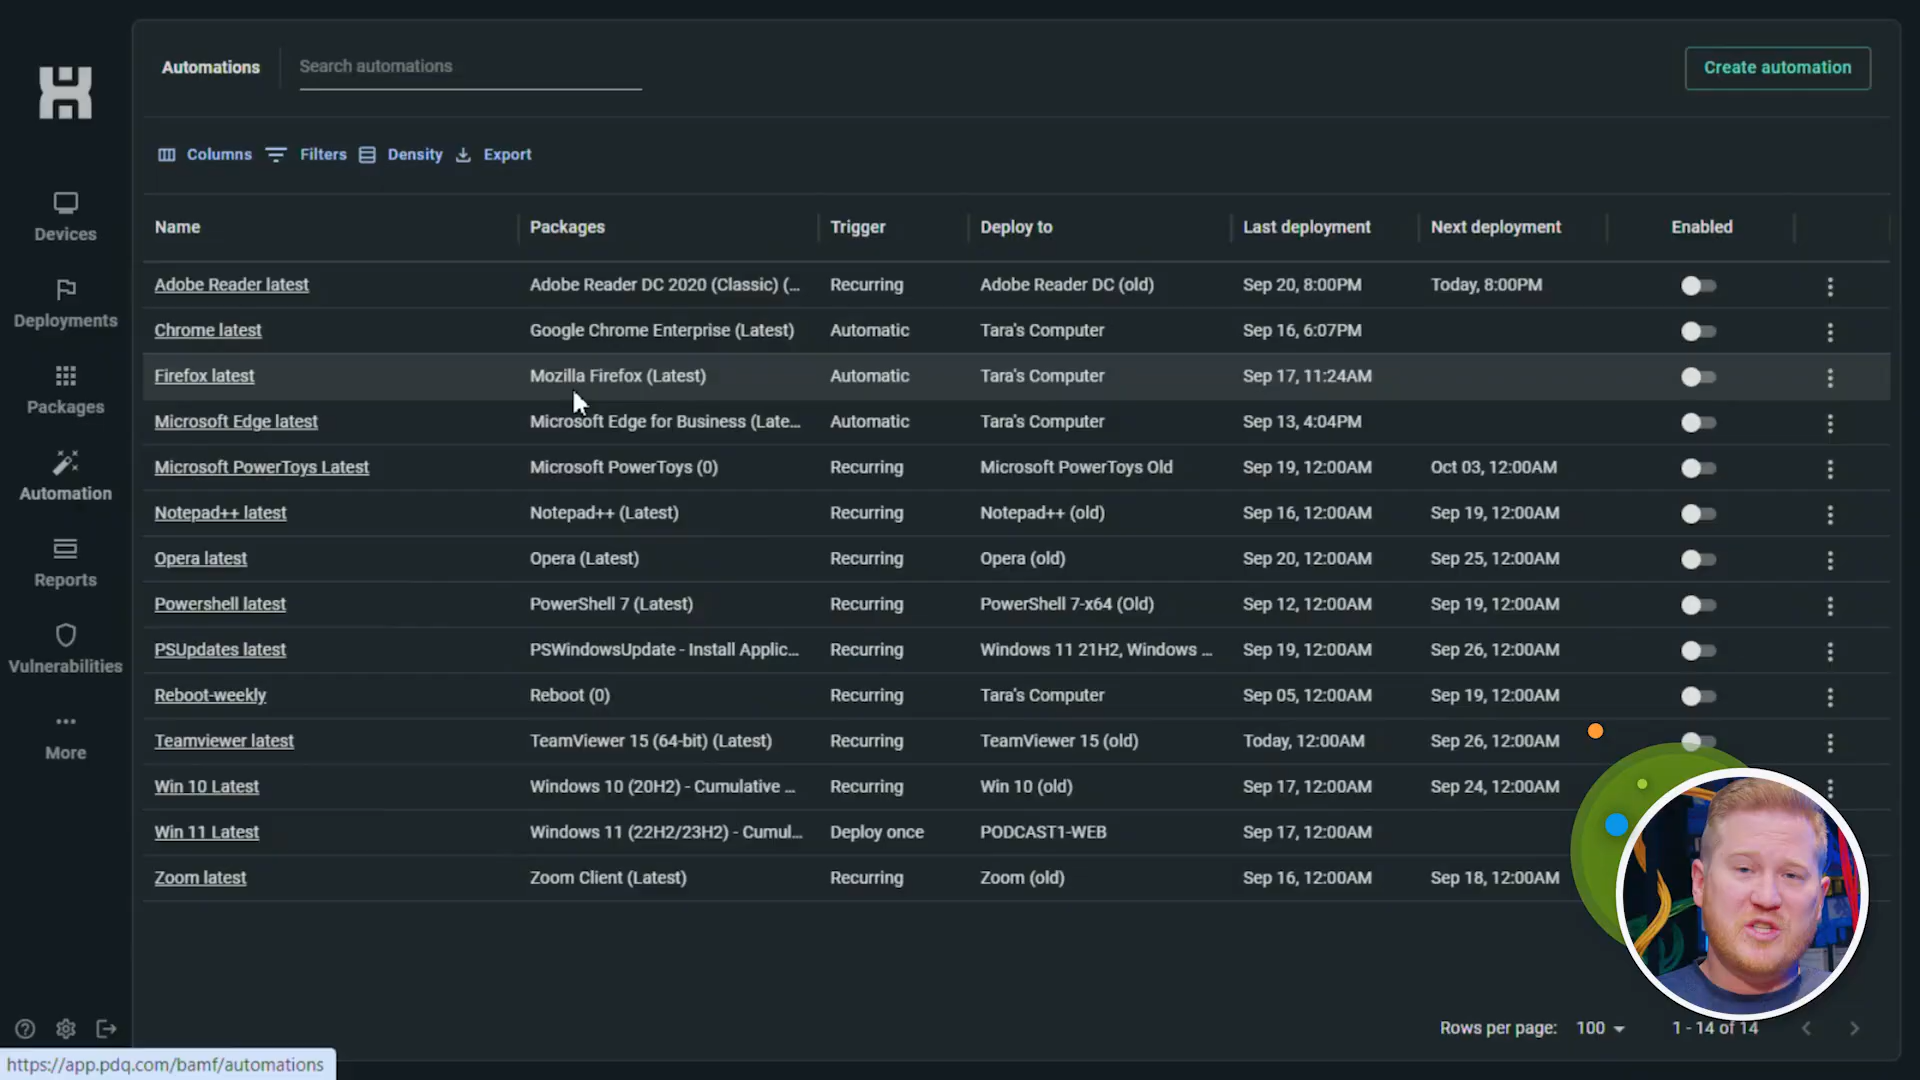 Automations
Search automations
Create automation
Columns
Filters
Density
Export
Devices
Deployments
Packages
Automation
Reports
Vulnerabilities
More
Name Packages Trigger Deploy to Last deployment Next deployment Enabled
Adobe Reader latest Adobe Reader DC 2020 (Classic) (... Recurring Adobe Reader DC (old) Sep 20, 8:00PM Today, 8:00PM
Chrome latest Google Chrome Enterprise (Latest) Automatic Tara's Computer Sep 16, 6:07PM
Firefox latest Mozilla Firefox (Latest) Automatic Tara's Computer Sep 17, 11:24AM
Microsoft Edge latest Microsoft Edge for Business (Late... Automatic Tara's Computer Sep 13, 4:04PM
Microsoft PowerToys Latest Microsoft PowerToys (0) Recurring Microsoft PowerToys Old Sep 19, 12:00AM Oct 03, 12:00AM
Notepad++ latest Notepad++ (Latest) Recurring Notepad++ (old) Sep 16, 12:00AM Sep 19, 12:00AM
Opera latest Opera (Latest) Recurring Opera (old) Sep 20, 12:00AM Sep 25, 12:00AM
Powershell latest PowerShell 7 (Latest) Recurring PowerShell 7-x64 (Old) Sep 12, 12:00AM Sep 19, 12:00AM
PSUpdates latest PSWindowsUpdate - Install Applic... Recurring Windows 11 21H2, Windows ... Sep 19, 12:00AM Sep 26, 12:00AM
Reboot-weekly Reboot (0) Recurring Tara's Computer Sep 05, 12:00AM Sep 19, 12:00AM
Teamviewer latest TeamViewer 15 (64-bit) (Latest) Recurring TeamViewer 15 (old) Today, 12:00AM Sep 26, 12:00AM
Win 10 Latest Windows 10 (20H2) - Cumulative ... Recurring Win 10 (old) Sep 17, 12:00AM Sep 24, 12:00AM
Win 11 Latest Windows 11 (22H2/23H2) - Cumul... Deploy once PODCAST1-WEB Sep 17, 12:00AM
Zoom latest Zoom Client (Latest) Recurring Zoom (old) Sep 16, 12:00AM Sep 18, 12:00AM
Rows per page: 100 1 - 14 of 14
https://app.pdq.com/bamf/automations